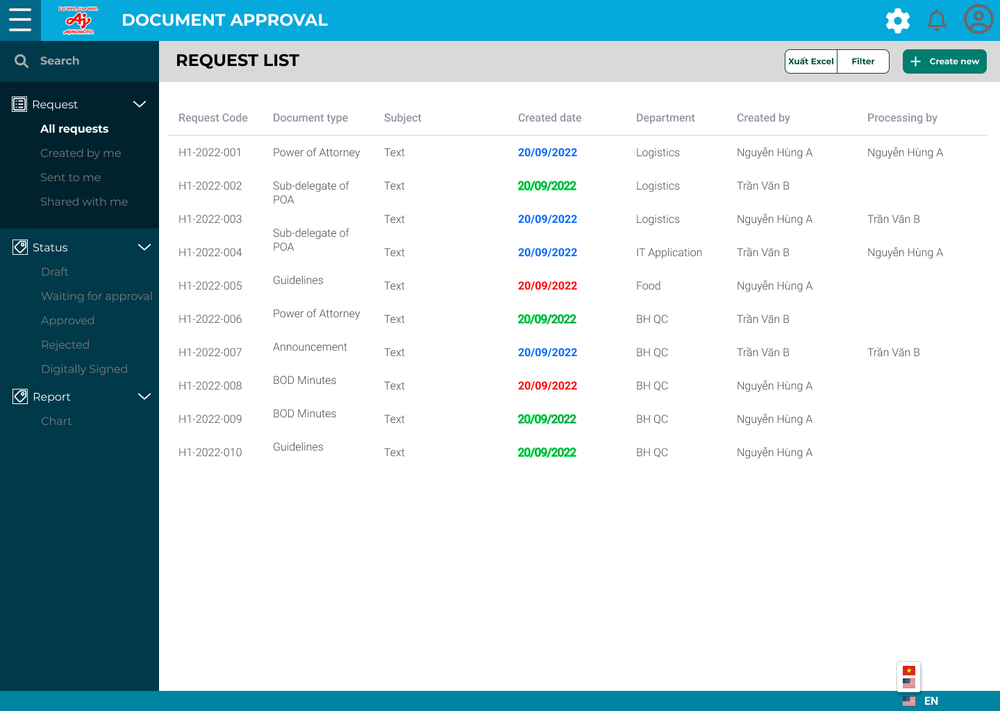 Eat Well, Live Well.
AJINOMOTO
DOCUMENT APPROVAL
Search
REQUEST LIST
Xuất Excel
Filter
Create new
Request
All requests
Created by me
Sent to me
Shared with me
Status
Draft
Waiting for approval
Approved
Rejected
Digitally Signed
Report
Chart
Request Code Document type Subject Created date Department Created by Processing by
H1-2022-001 Power of Attorney Text 20/09/2022 Logistics Nguyễn Hùng A Nguyễn Hùng A
H1-2022-002 Sub-delegate of Text 20/09/2022 Logistics Trần Văn B
POA
H1-2022-003 Text 20/09/2022 Logistics Nguyễn Hùng A Trần Văn B
Sub-delegate of
POA
H1-2022-004 Text 20/09/2022 IT Application Trần Văn B Nguyễn Hùng A
Guidelines
H1-2022-005 Text 20/09/2022 Food Nguyễn Hùng A
Power of Attorney
H1-2022-006 Text 20/09/2022 BH QC Trần Văn B
Announcement
H1-2022-007 Text 20/09/2022 BH QC Trần Văn B Trần Văn B
BOD Minutes
H1-2022-008 Text 20/09/2022 BH QC Nguyễn Hùng A
BOD Minutes
H1-2022-009 Text 20/09/2022 BH QC Nguyễn Hùng A
Guidelines
H1-2022-010 Text 20/09/2022 BH QC Nguyễn Hùng A
EN